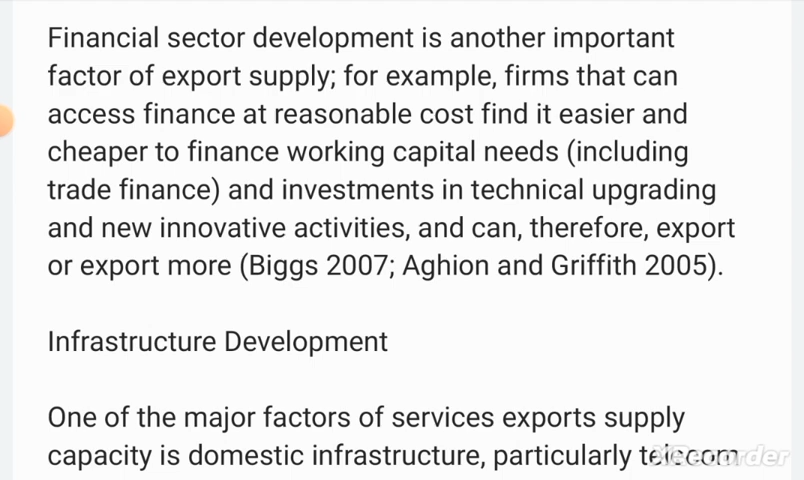 Financial sector development is another important
factor of export supply; for example, firms that can
access finance at reasonable cost find it easier and
cheaper to finance working capital needs (including
trade finance) and investments in technical upgrading
and new innovative activities, and can, therefore, export
or export more (Biggs 2007; Aghion and Griffith 2005).
Infrastructure Development
One of the major factors of services exports supply
capacity is domestic infrastructure, particularly telecom
XRecorder